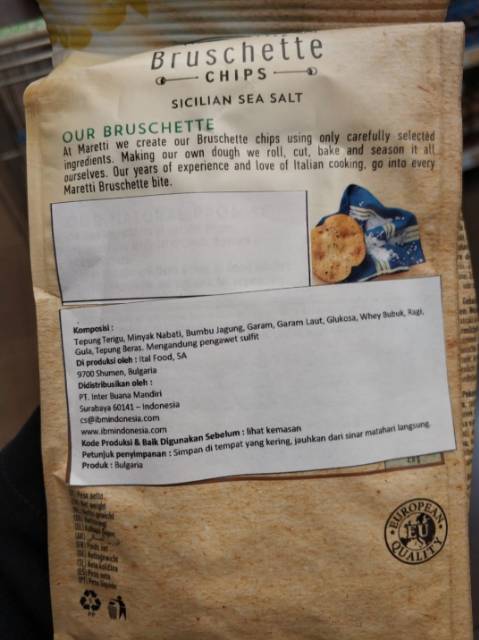 Bruschette
CHIPS
SICILIAN SEA SALT
OUR BRUSCHETTE
At Maretti we create our Bruschette chips using only carefully selected
ingredients. Making our own dough we roll, cut, bake and season it all
ourselves. Our years of experience and love of Italian cooking, go into every
Maretti Bruschette bite.
Komposisi :
Tepung Terigu, Minyak Nabati, Bumbu Jagung, Garam, Garam Laut, Glukosa, Whey Bubuk, Ragi,
Gula, Tepung Beras. Mengandung pengawet sulfit
Di produksi oleh : Ital Food, SA
9700 Shumen, Bulgaria
Didistribusikan oleh :
PT. Inter Buana Mandiri
Surabaya 60141 – Indonesia
cs@ibmindonesia.com
www.ibmindonesia.com
Kode Produksi & Baik Digunakan Sebelum : lihat kemasan
Petunjuk penyimpanan : Simpan di tempat yang kering, jauhkan dari sinar matahari langsung.
Produk : Bulgaria
Peso netto
Net weight
EUROPEAN
EU
QUALITY
PP